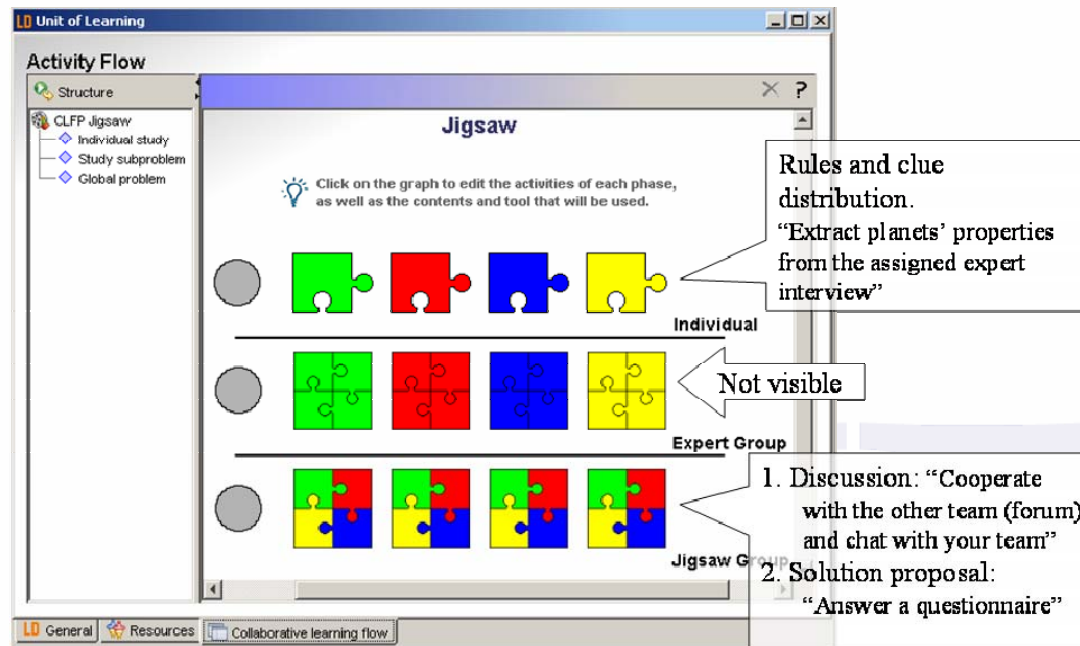 LD Unit of Learning
Activity Flow
Structure
CLFP Jigsaw
Individual study
Study subproblem
Global problem
?
Jigsaw
Click on the graph to edit the activities of each phase,
as well as the contents and tool that will be used.
Individual
Expert Group
Jigsaw Group
Rules and clue
distribution.
“Extract planets’ properties
from the assigned expert
interview”
Not visible
1. Discussion: “Cooperate
with the other team (forum)
and chat with your team”
2. Solution proposal:
“Answer a questionnaire”
LD General
Resources
Collaborative learning flow